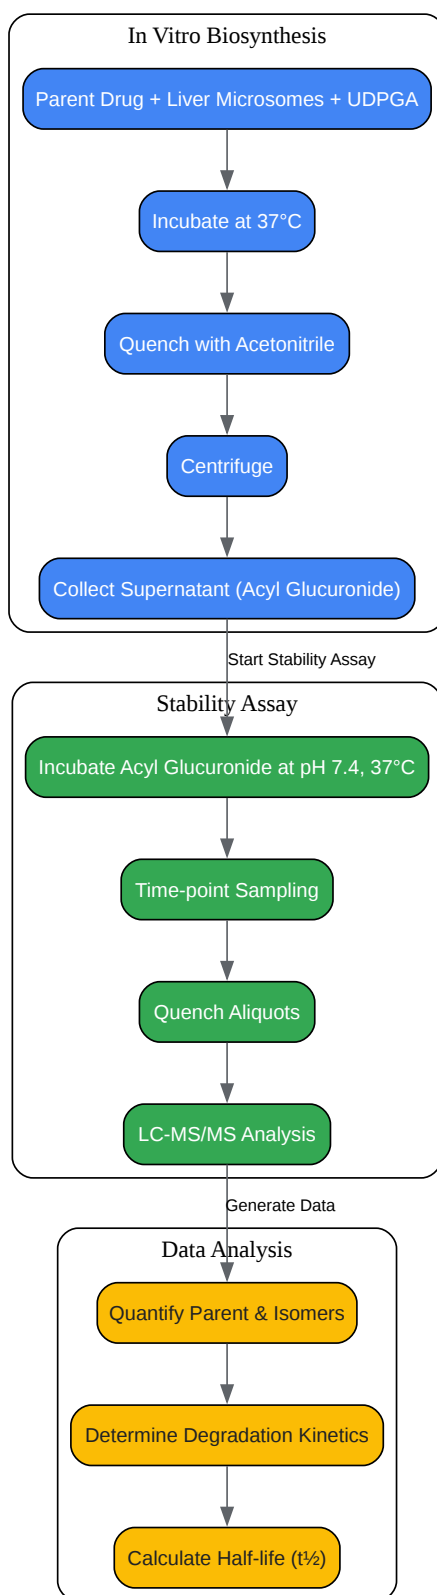 In Vitro Biosynthesis
Parent Drug + Liver Microsomes + UDPGA
Incubate at 37°C
Quench with Acetonitrile
Centrifuge
Collect Supernatant (Acyl Glucuronide)
Start Stability Assay
Stability Assay
Incubate Acyl Glucuronide at pH 7.4, 37°C
Time-point Sampling
Quench Aliquots
LC-MS/MS Analysis
Generate Data
Data Analysis
Quantify Parent & Isomers
Determine Degradation Kinetics
Calculate Half-life (t½)